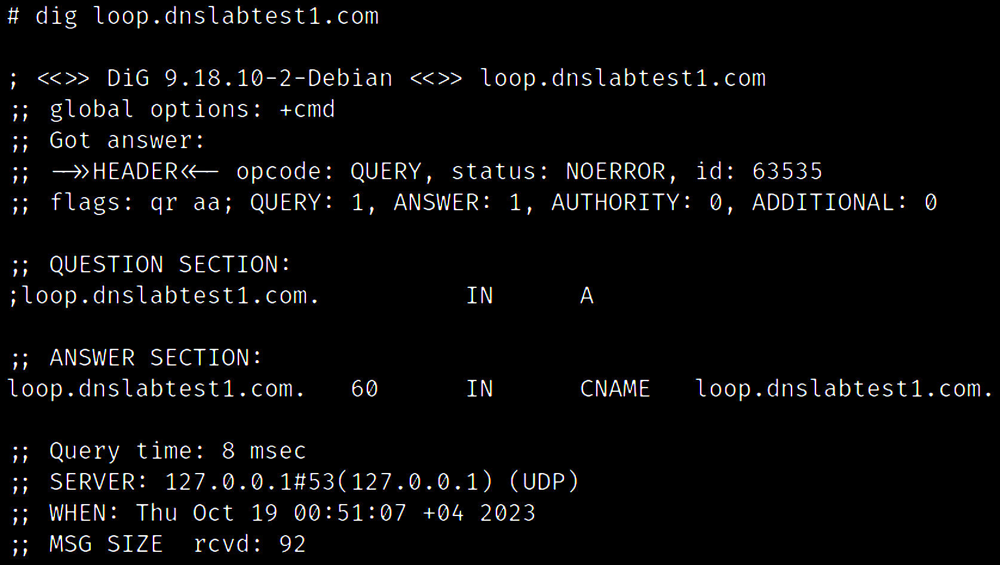 # dig loop.dnslabtest1.com
; <<>> DiG 9.18.10-2-Debian <<>> loop.dnslabtest1.com
;; global options: +cmd
;; Got answer:
;; ->>HEADER<<- opcode: QUERY, status: NOERROR, id: 63535
;; flags: qr aa; QUERY: 1, ANSWER: 1, AUTHORITY: 0, ADDITIONAL: 0
;; QUESTION SECTION:
;loop.dnslabtest1.com. IN A
;; ANSWER SECTION:
loop.dnslabtest1.com. 60 IN CNAME loop.dnslabtest1.com.
;; Query time: 8 msec
;; SERVER: 127.0.0.1#53(127.0.0.1) (UDP)
;; WHEN: Thu Oct 19 00:51:07 +04 2023
;; MSG SIZE rcvd: 92